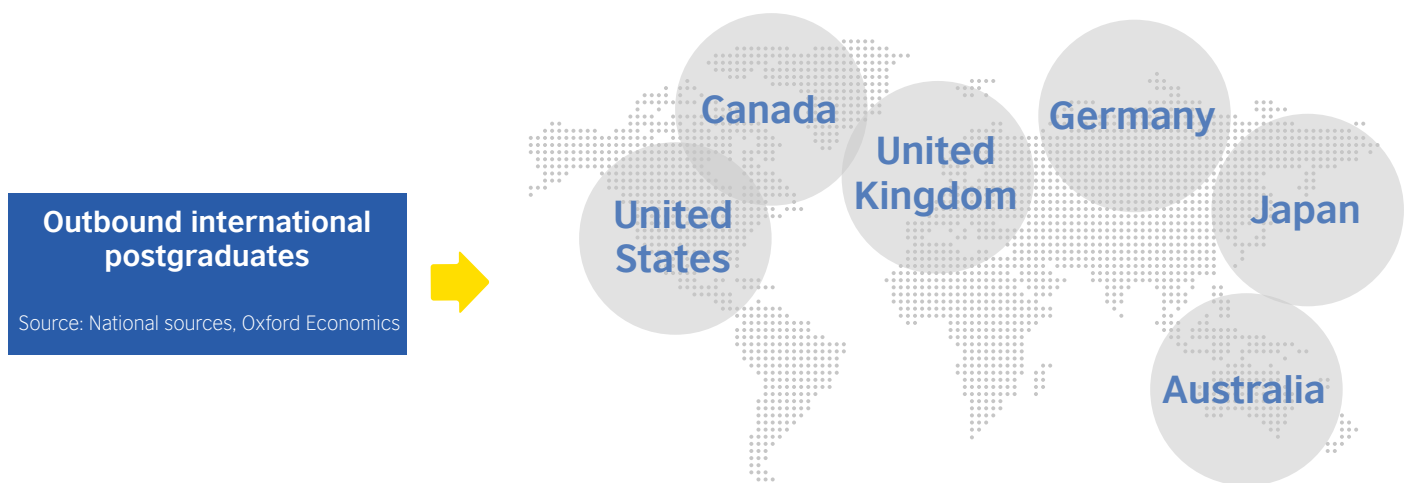 Outbound international
postgraduates
Source: National sources, Oxford Economics
Canada
Germany
United
Kingdom
United
States
Japan
Australia